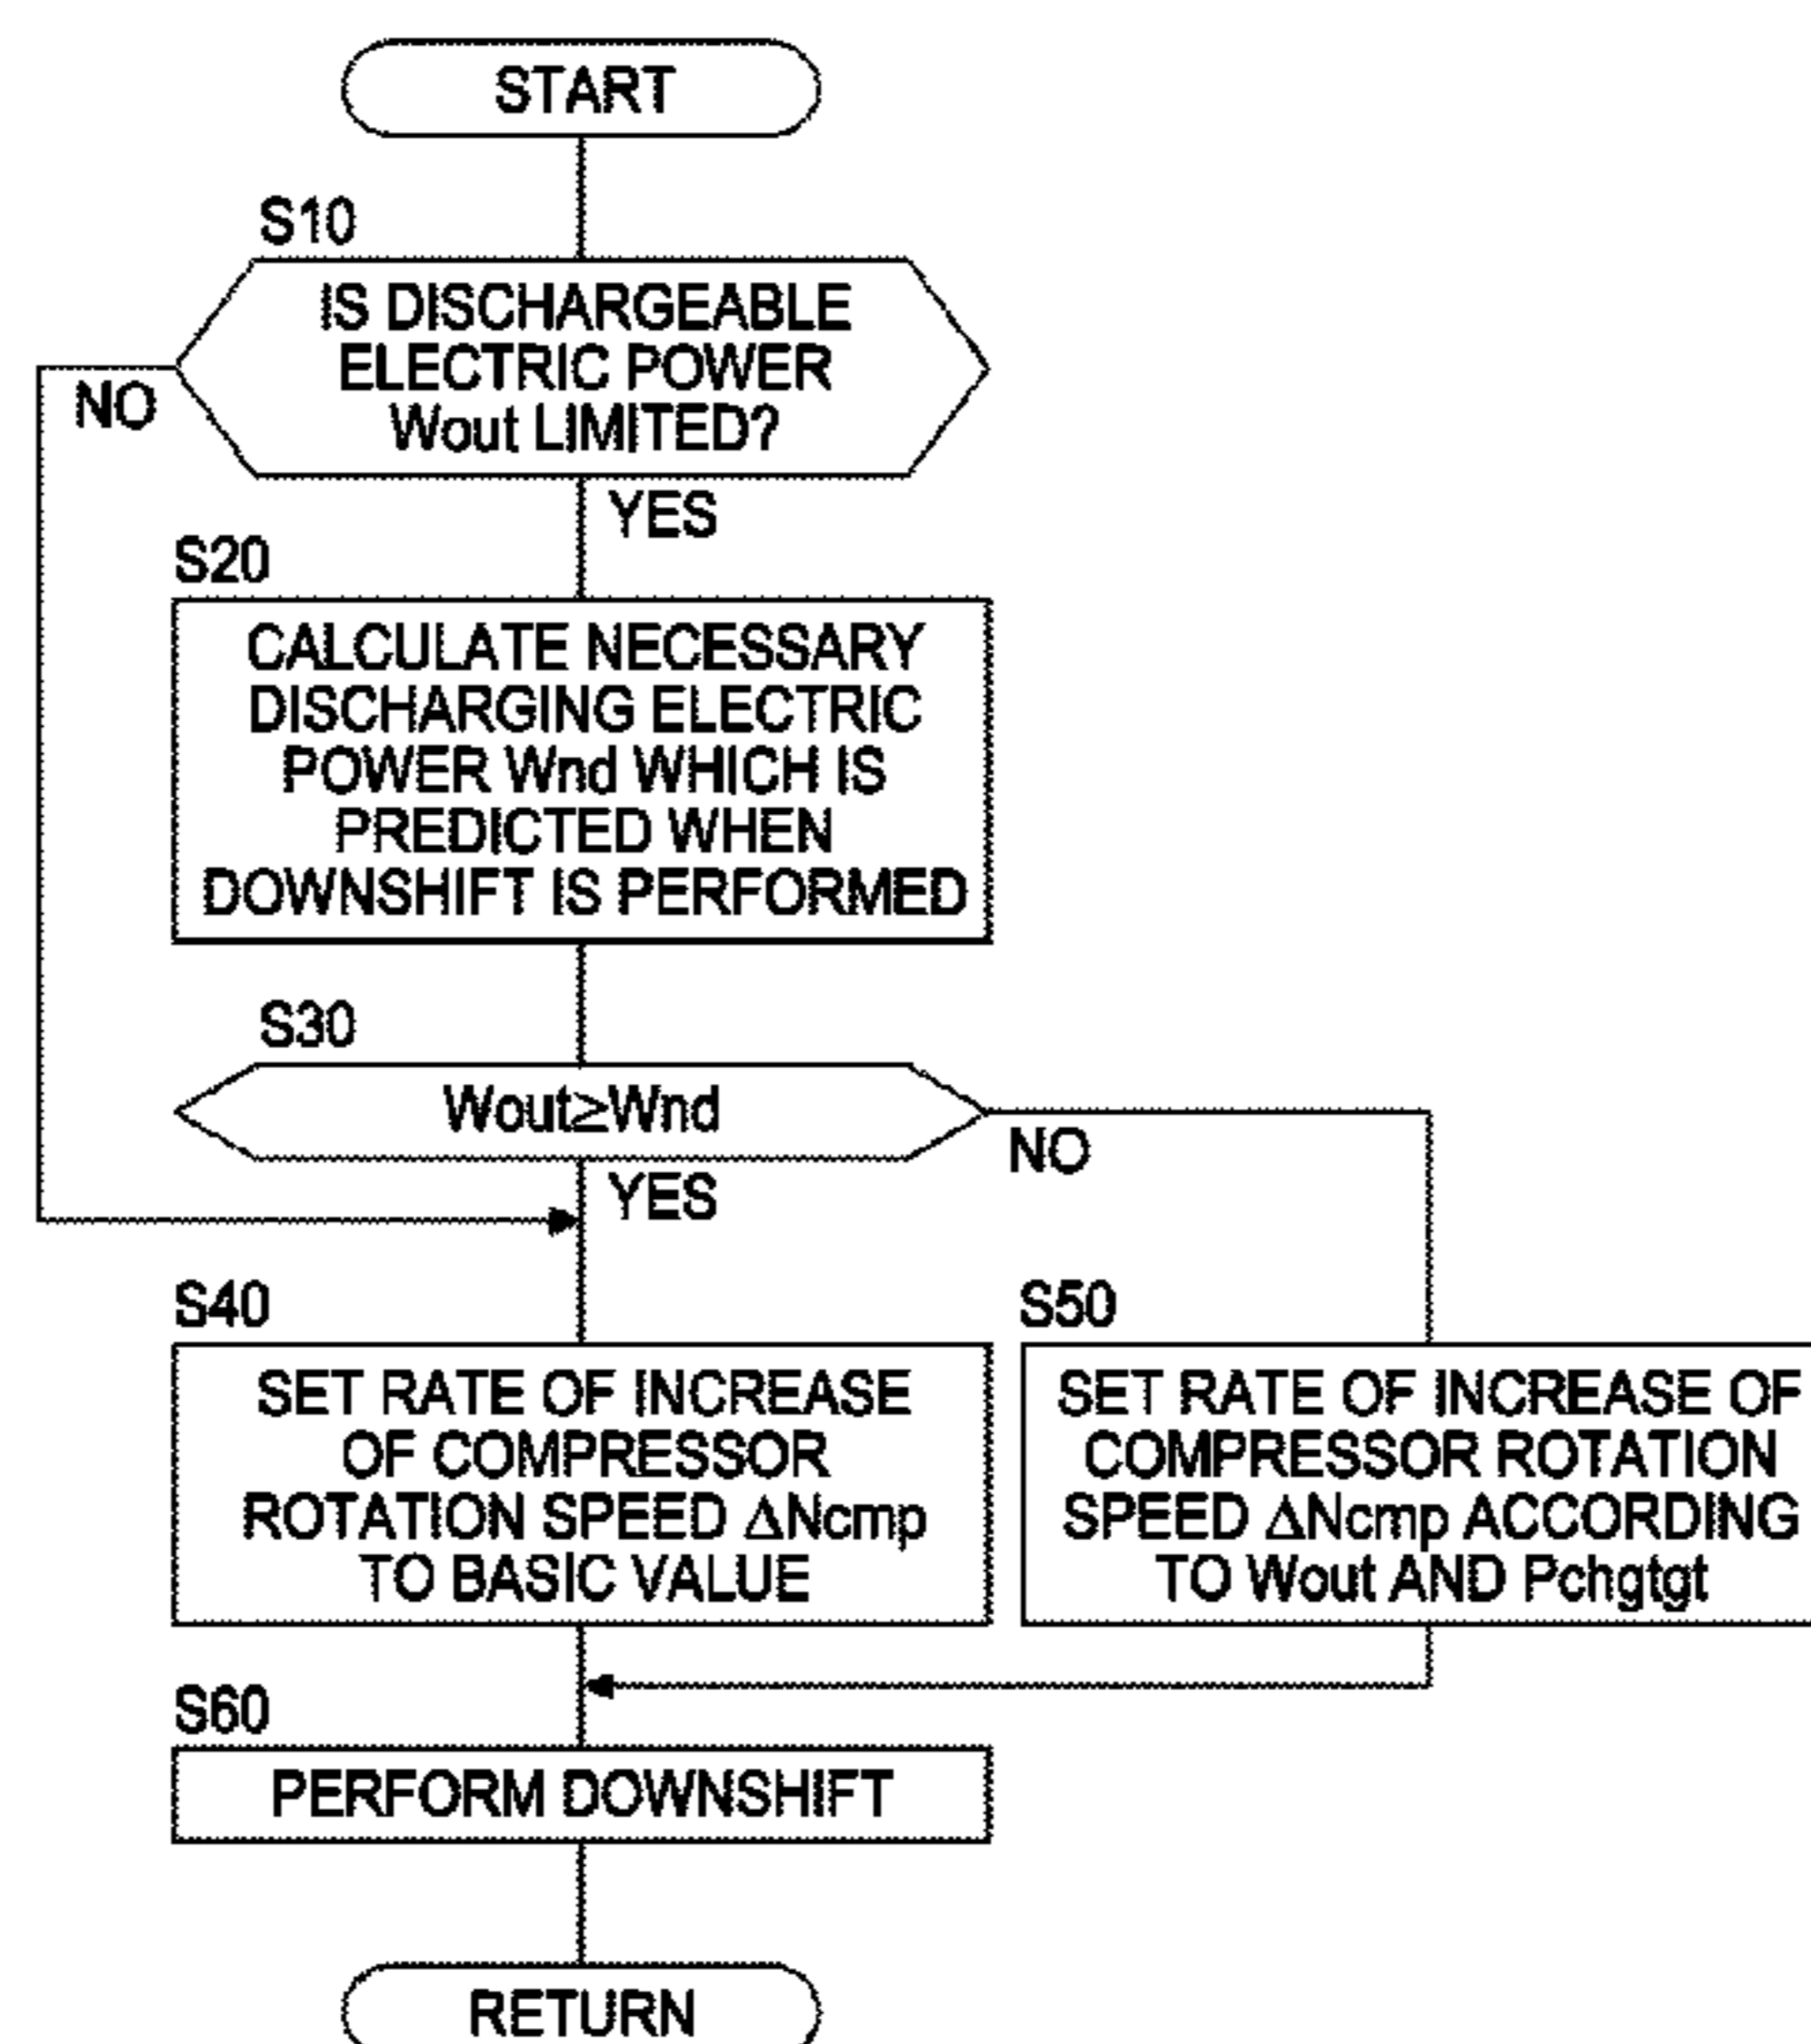 START
S10
IS DISCHARGEABLE
ELECTRIC POWER
Wout LIMITED?
NO
YES
S20
CALCULATE NECESSARY
DISCHARGING ELECTRIC
POWER Wnd WHICH IS
PREDICTED WHEN
DOWNSHIFT IS PERFORMED
S30
Wout≥Wnd
NO
YES
S40
SET RATE OF INCREASE
OF COMPRESSOR
ROTATION SPEED ΔNcmp
TO BASIC VALUE
S50
SET RATE OF INCREASE OF
COMPRESSOR ROTATION
SPEED ΔNcmp ACCORDING
TO Wout AND Pchgtgt
S60
PERFORM DOWNSHIFT
RETURN